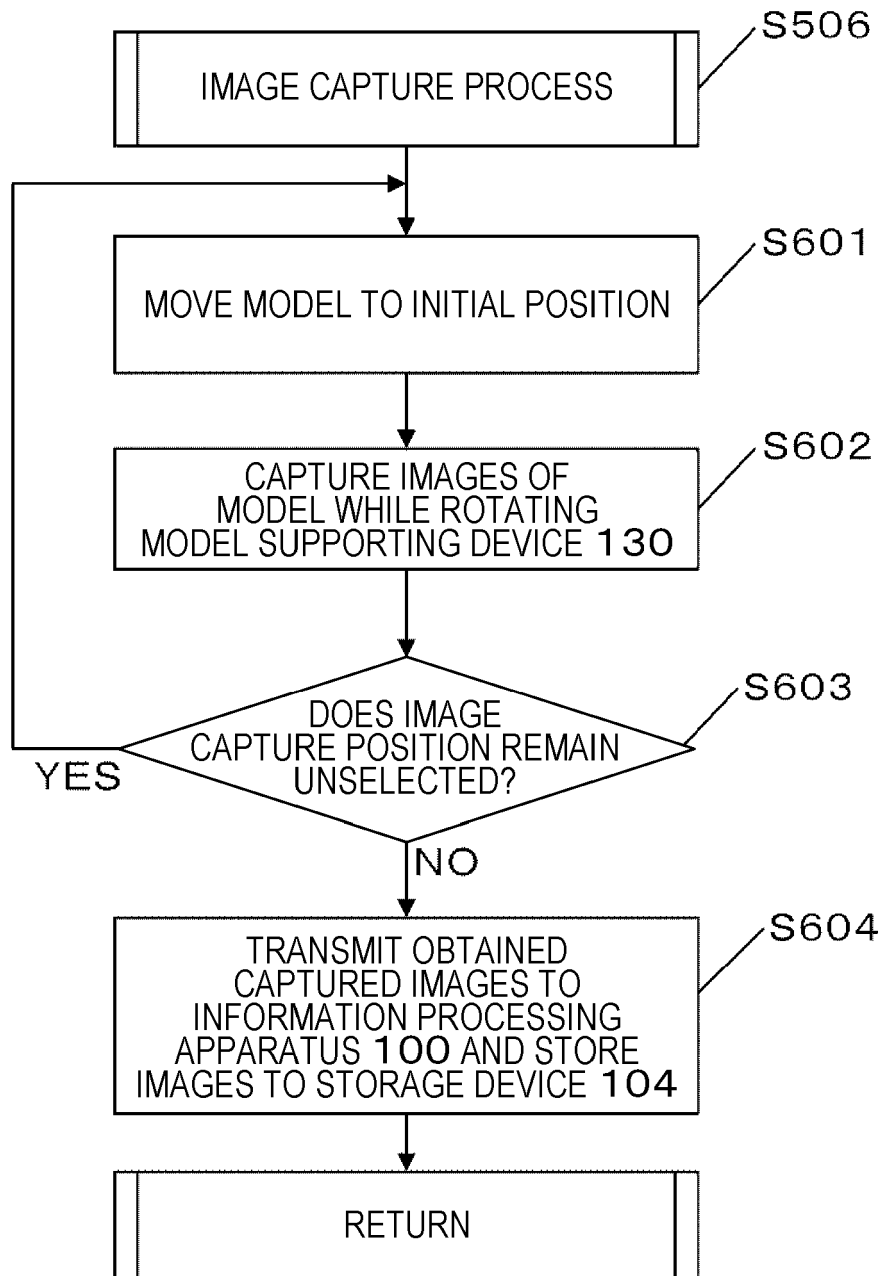 S506
IMAGE CAPTURE PROCESS
S601
MOVE MODEL TO INITIAL POSITION
S602
CAPTURE IMAGES OF
MODEL WHILE ROTATING
MODEL SUPPORTING DEVICE 130
S603
DOES IMAGE
CAPTURE POSITION REMAIN
UNSELECTED?
YES
NO
S604
TRANSMIT OBTAINED
CAPTURED IMAGES TO
INFORMATION PROCESSING
APPARATUS 100 AND STORE
IMAGES TO STORAGE DEVICE 104
RETURN